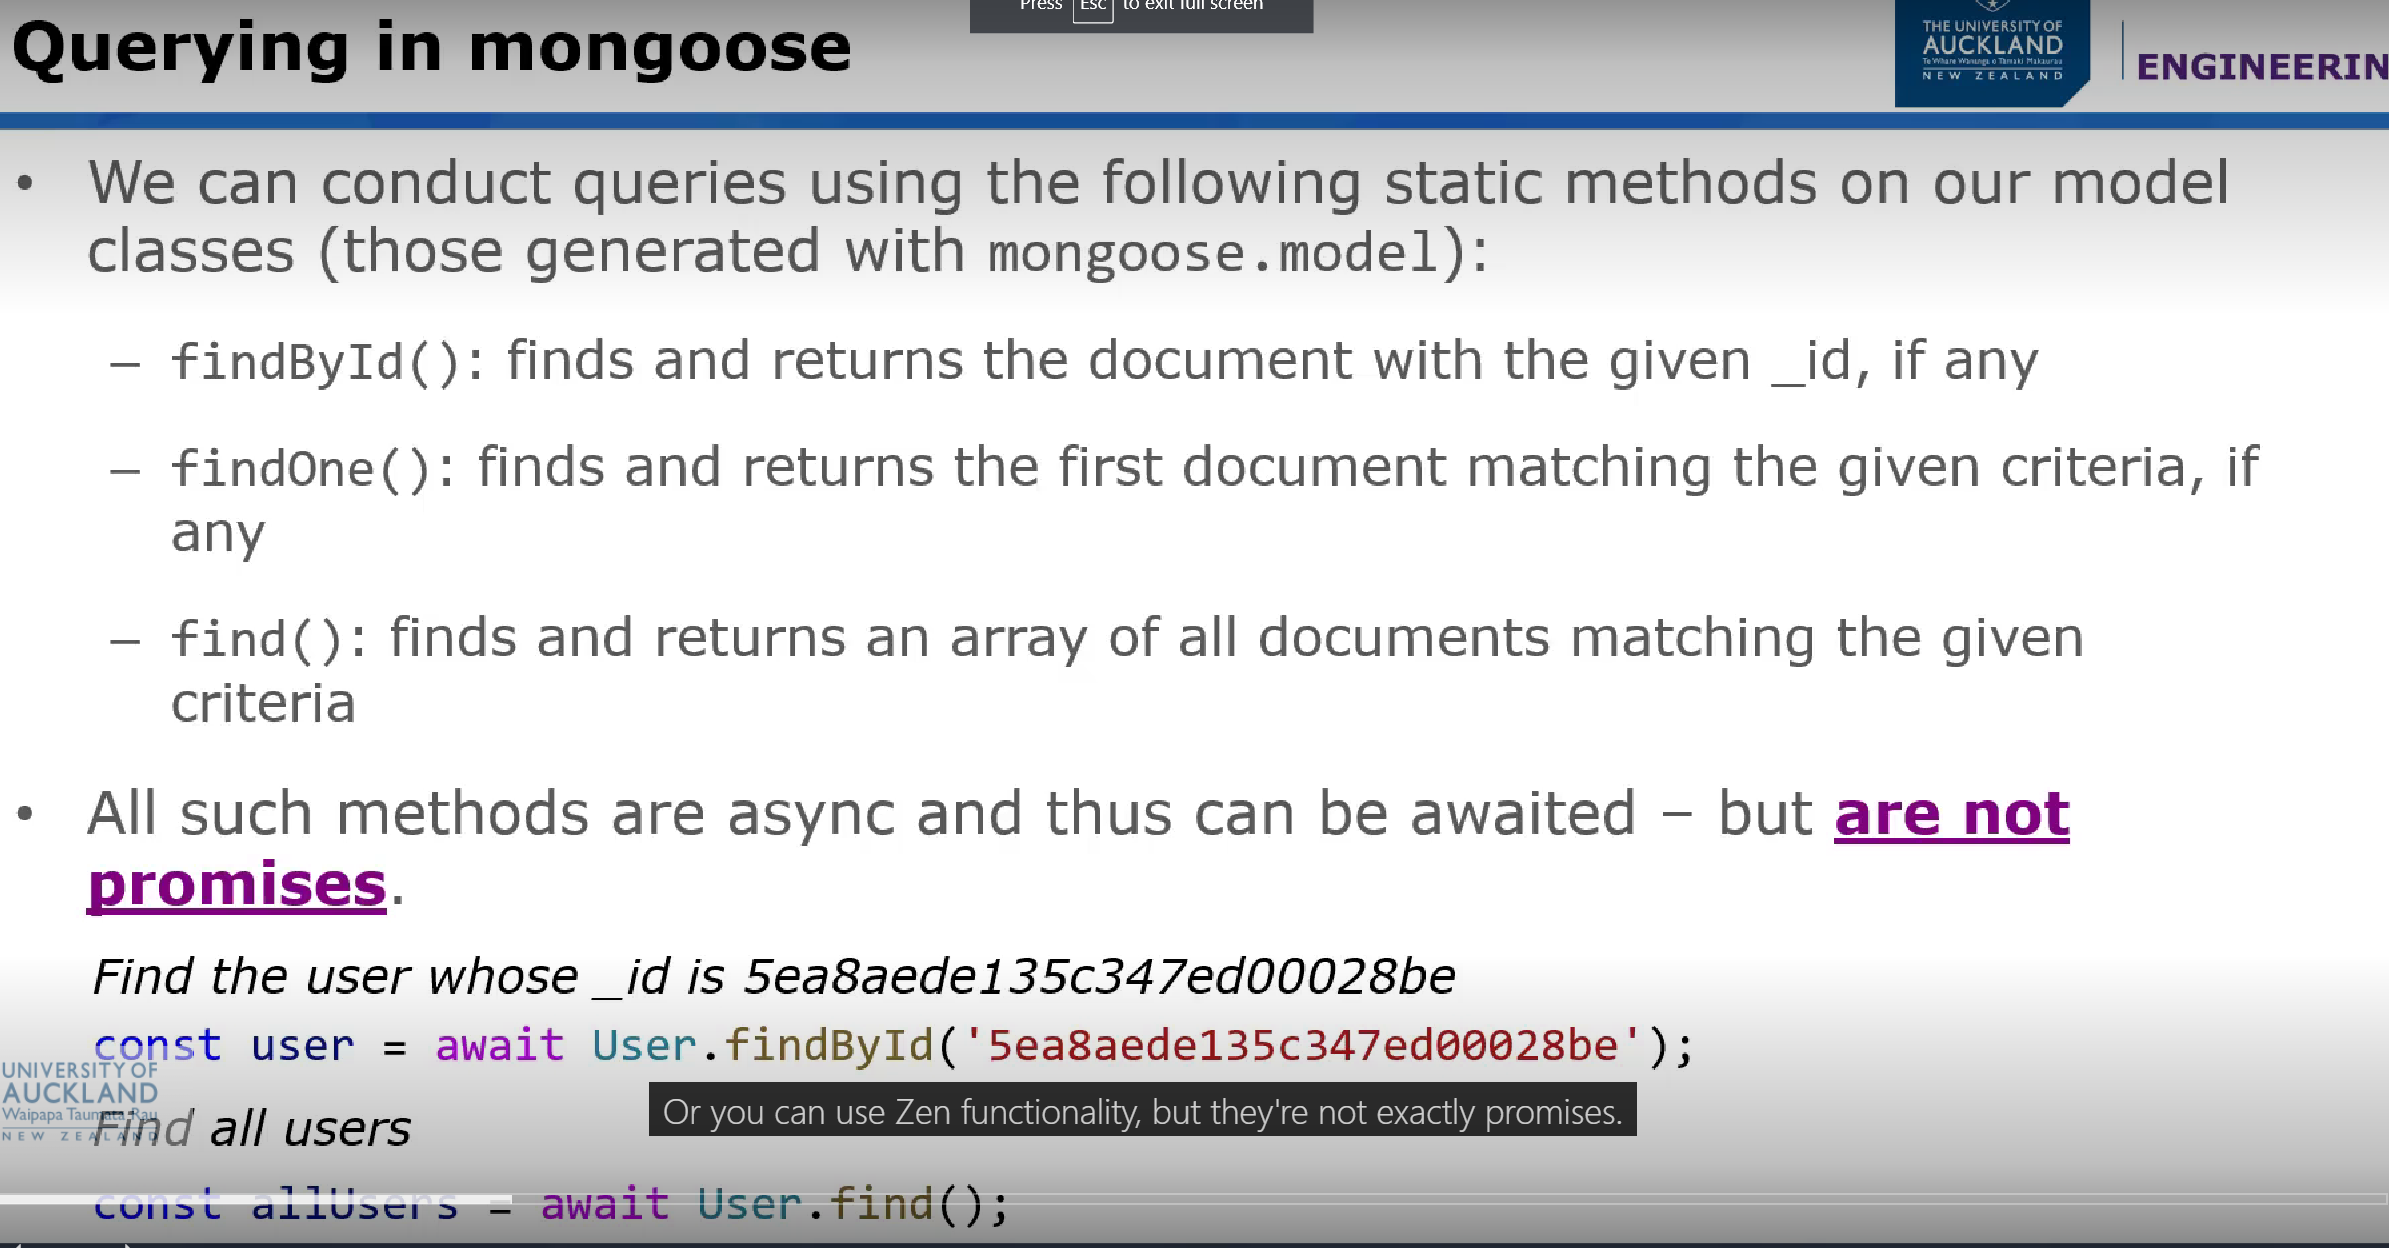 Press Esc to exit full screen
Querying in mongoose
THE UNIVERSITY OF
AUCKLAND
Te Whare Wānanga o Tāmaki Makaurau
NEW ZEALAND
ENGINEERIN
• We can conduct queries using the following static methods on our model
classes (those generated with mongoose.model):
– findById(): finds and returns the document with the given _id, if any
– findOne(): finds and returns the first document matching the given criteria, if
any
– find(): finds and returns an array of all documents matching the given
criteria
• All such methods are async and thus can be awaited – but are not
promises.
Find the user whose _id is 5ea8aede135c347ed00028be
const user = await User.findById('5ea8aede135c347ed00028be');
UNIVERSITY OF
AUCKLAND
Waipapa Taumata Rau
NEW ZEALAND
Find all users
Or you can use Zen functionality, but they're not exactly promises.
const allUsers = await User.find();